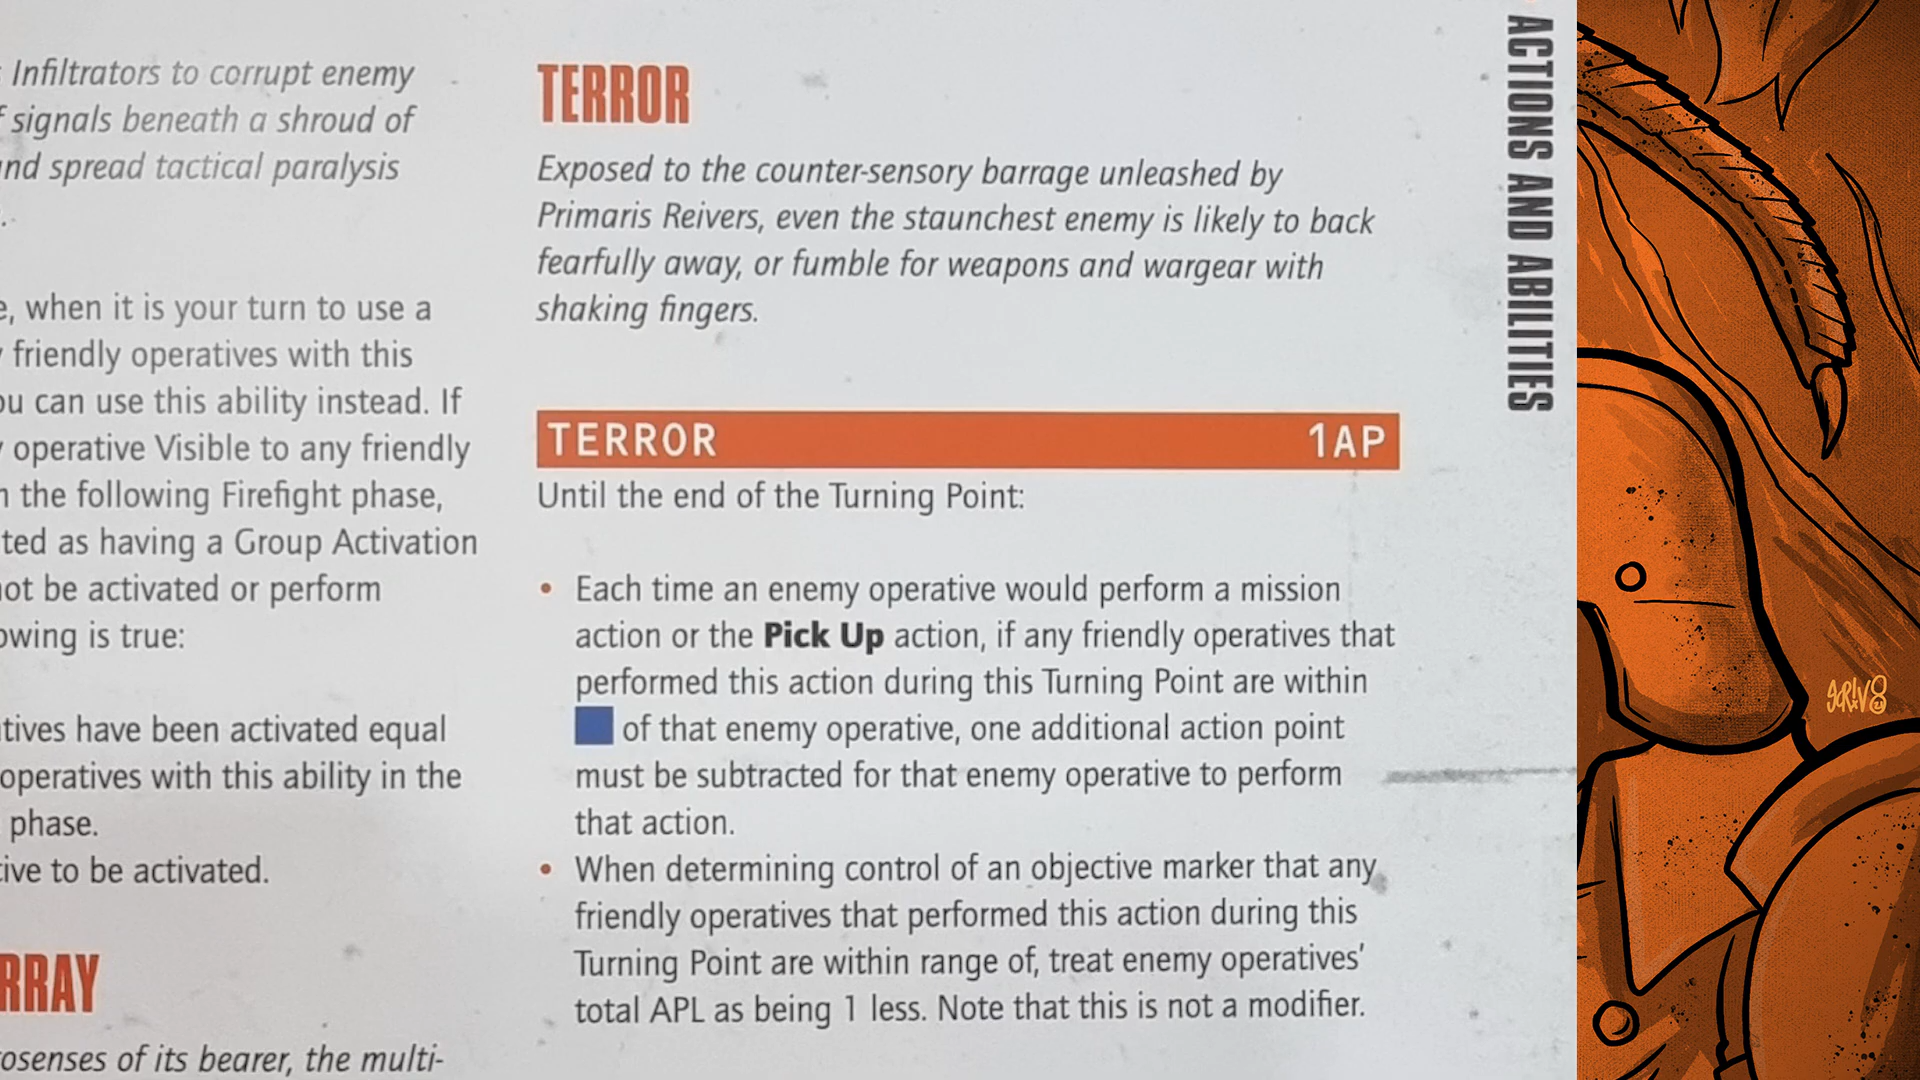 Infiltrators to corrupt enemy
signals beneath a shroud of
spread tactical paralysis
when it is your turn to use a
friendly operatives with this
can use this ability instead. If
operative Visible to any friendly
the following Firefight phase,
as having a Group Activation
be activated or perform
is true:
have been activated equal
operatives with this ability in the
phase.
to be activated.
RRAY
of its bearer, the multi-
TERROR
Exposed to the counter-sensory barrage unleashed by
Primaris Reivers, even the staunchest enemy is likely to back
fearfully away, or fumble for weapons and wargear with
shaking fingers.
TERROR 1AP
Until the end of the Turning Point:
• Each time an enemy operative would perform a mission
action or the Pick Up action, if any friendly operatives that
performed this action during this Turning Point are within
of that enemy operative, one additional action point
must be subtracted for that enemy operative to perform
that action.
• When determining control of an objective marker that any
friendly operatives that performed this action during this
Turning Point are within range of, treat enemy operatives'
total APL as being 1 less. Note that this is not a modifier.
ACTIONS AND ABILITIES